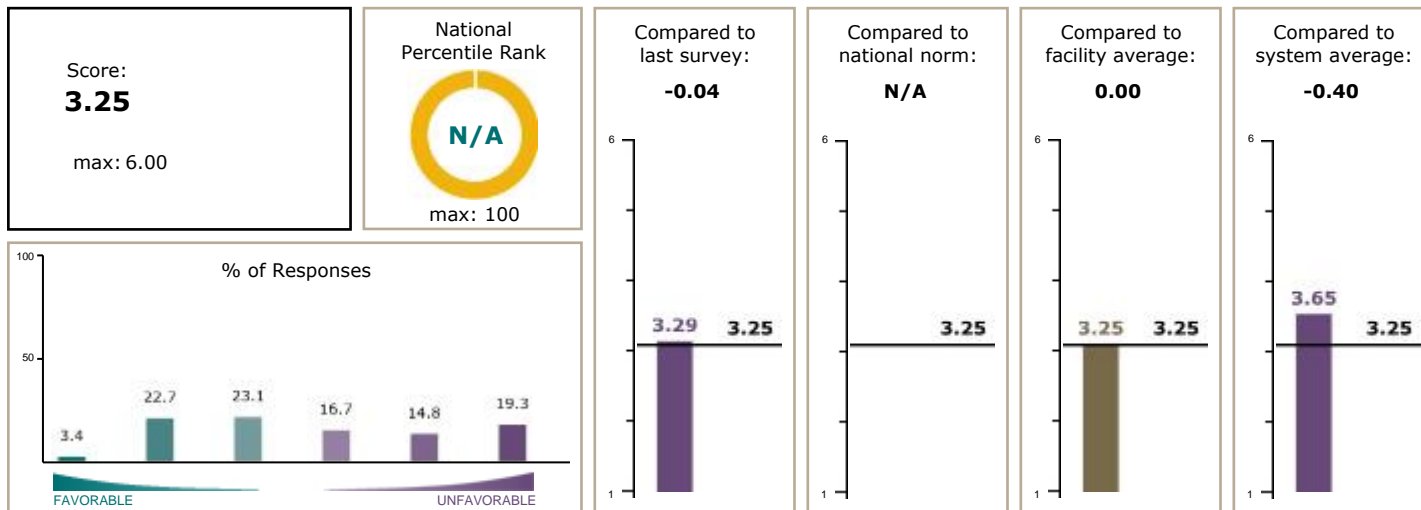 Score:
3.25
max: 6.00
National
Percentile Rank
N/A
max: 100
% of Responses
100
50
3.4
22.7
23.1
16.7
14.8
19.3
FAVORABLE
UNFAVORABLE
Compared to
last survey:
-0.04
6
3.29
3.25
1
Compared to
national norm:
N/A
6
3.25
1
Compared to
facility average:
0.00
6
3.25
3.25
1
Compared to
system average:
-0.40
6
3.65
3.25
1